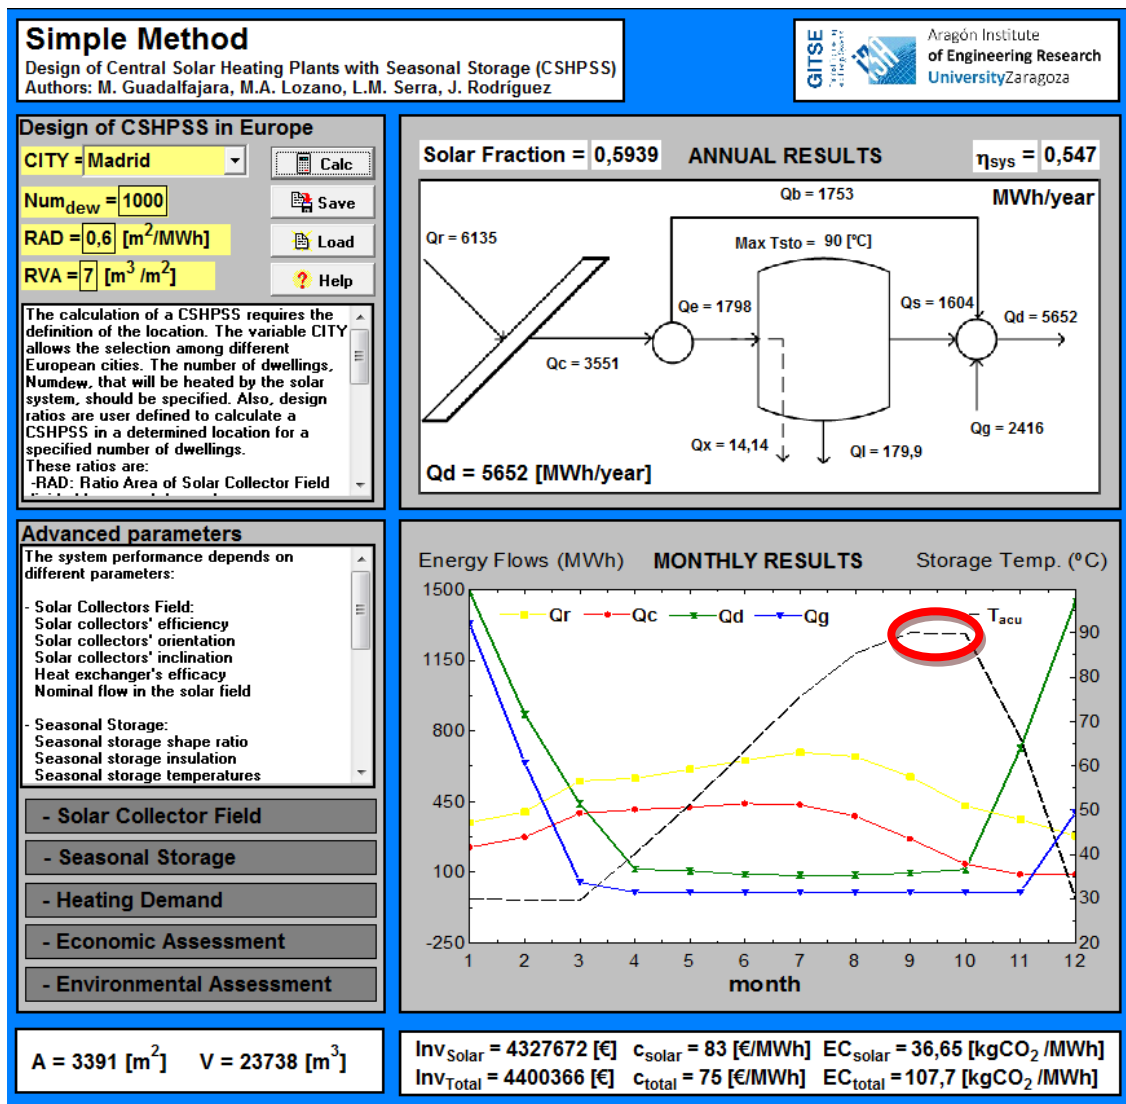 Simple Method
Design of Central Solar Heating Plants with Seasonal Storage (CSHPSS)
Authors: M. Guadalfajara, M.A. Lozano, L.M. Serra, J. Rodríguez
GITSE
Aragón Institute
of Engineering Research
UniversityZaragoza
Design of CSHPSS in Europe
CITY = Madrid
Calc
Num_dew = 1000
Save
RAD = 0,6 [m²/MWh]
Load
RVA = 7 [m³ /m²]
Help
The calculation of a CSHPSS requires the
definition of the location. The variable CITY
allows the selection among different
European cities. The number of dwellings,
Numdew, that will be heated by the solar
system, should be specified. Also, design
ratios are user defined to calculate a
CSHPSS in a determined location for a
specified number of dwellings.
These ratios are:
-RAD: Ratio Area of Solar Collector Field
Solar Fraction = 0,5939 ANNUAL RESULTS ηsys = 0,547
Qb = 1753 MWh/year
Qr = 6135
Max Tsto = 90 [ºC]
Qe = 1798
Qs = 1604
Qd = 5652
Qc = 3551
Qg = 2416
Qx = 14,14
Ql = 179,9
Qd = 5652 [MWh/year]
Advanced parameters
The system performance depends on
different parameters:
- Solar Collectors Field:
Solar collectors' efficiency
Solar collectors' orientation
Solar collectors' inclination
Heat exchanger's efficacy
Nominal flow in the solar field
- Seasonal Storage:
Seasonal storage shape ratio
Seasonal storage insulation
Seasonal storage temperatures
- Solar Collector Field
- Seasonal Storage
- Heating Demand
- Economic Assessment
- Environmental Assessment
Energy Flows (MWh) MONTHLY RESULTS Storage Temp. (ºC)
1500
1150
800
450
100
-250
Qr Qc Qd Qg Tacu
90
80
70
60
50
40
30
20
1 2 3 4 5 6 7 8 9 10 11 12
month
A = 3391 [m²] V = 23738 [m³]
InvSolar = 4327672 [€] csolar = 83 [€/MWh] ECsolar = 36,65 [kgCO₂ /MWh]
InvTotal = 4400366 [€] ctotal = 75 [€/MWh] ECtotal = 107,7 [kgCO₂ /MWh]